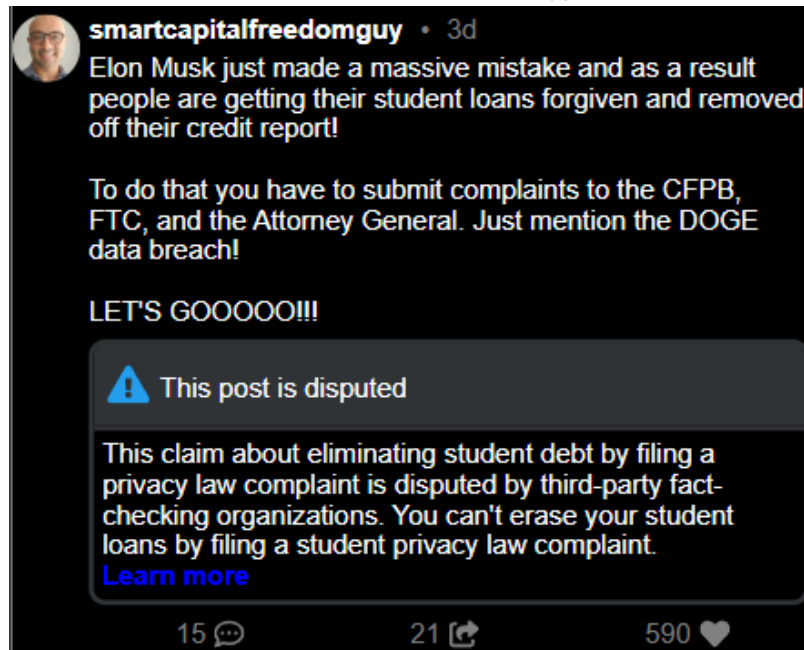 smartcapitalfreedomguy • 3d
Elon Musk just made a massive mistake and as a result
people are getting their student loans forgiven and removed
off their credit report!
To do that you have to submit complaints to the CFPB,
FTC, and the Attorney General. Just mention the DOGE
data breach!
LET'S GOOOOO!!!
This post is disputed
This claim about eliminating student debt by filing a
privacy law complaint is disputed by third-party fact-
checking organizations. You can't erase your student
loans by filing a student privacy law complaint.
Learn more
15 21 590